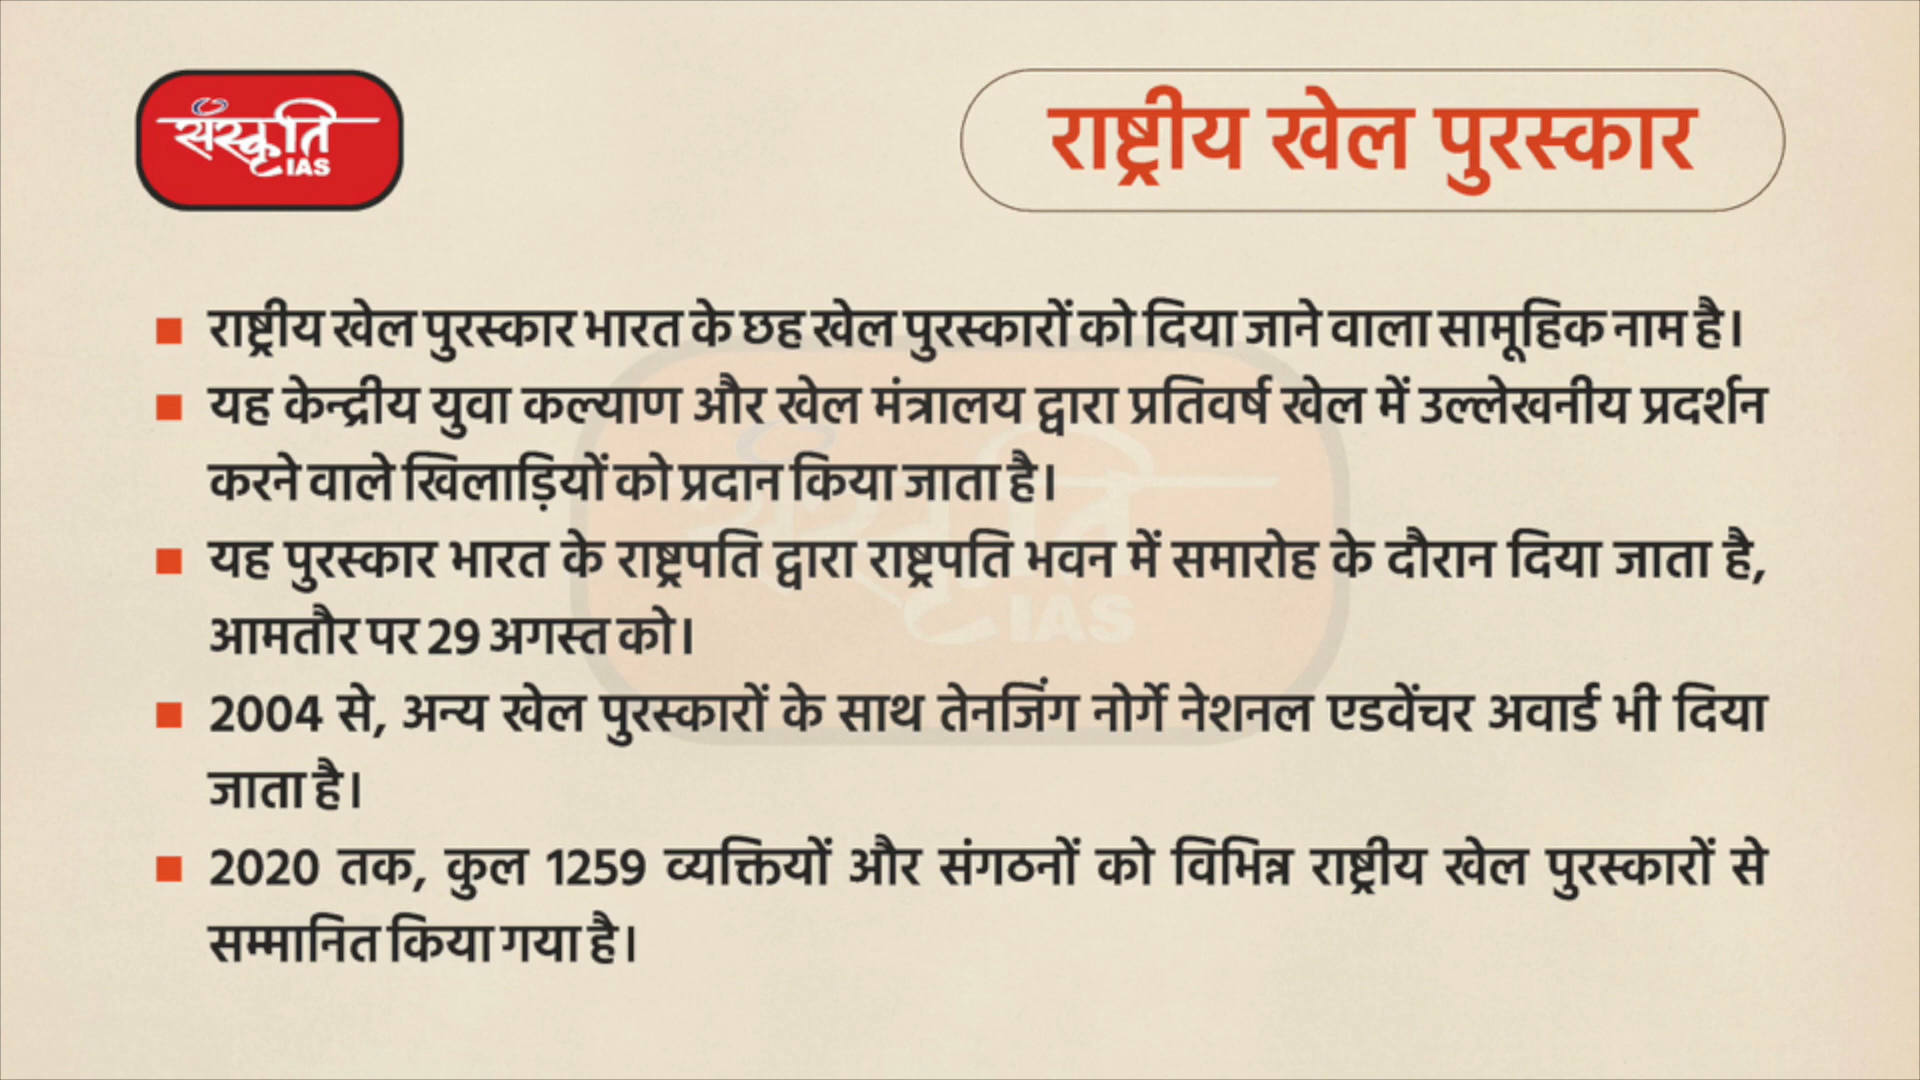 संस्कृति
IAS
राष्ट्रीय खेल पुरस्कार
राष्ट्रीय खेल पुरस्कार भारत के छह खेल पुरस्कारों को दिया जाने वाला सामूहिक नाम है।
यह केन्द्रीय युवा कल्याण और खेल मंत्रालय द्वारा प्रतिवर्ष खेल में उल्लेखनीय प्रदर्शन
करने वाले खिलाड़ियों को प्रदान किया जाता है।
यह पुरस्कार भारत के राष्ट्रपति द्वारा राष्ट्रपति भवन में समारोह के दौरान दिया जाता है,
आमतौर पर 29 अगस्त को।
2004 से, अन्य खेल पुरस्कारों के साथ तेनजिंग नोर्गे नेशनल एडवेंचर अवार्ड भी दिया
जाता है।
2020 तक, कुल 1259 व्यक्तियों और संगठनों को विभिन्न राष्ट्रीय खेल पुरस्कारों से
सम्मानित किया गया है।